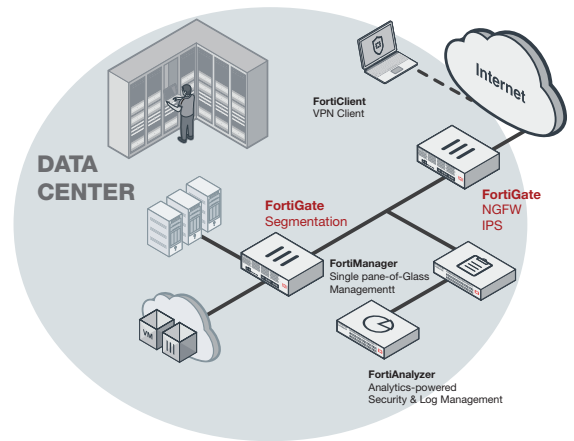 Internet
FortiClient
VPN Client
DATA
CENTER
FortiGate
NGFW
IPS
FortiGate
Segmentation
FortiManager
Single pane-of-Glass
Managementt
VM
FortiAnalyzer
Analytics-powered
Security & Log Management